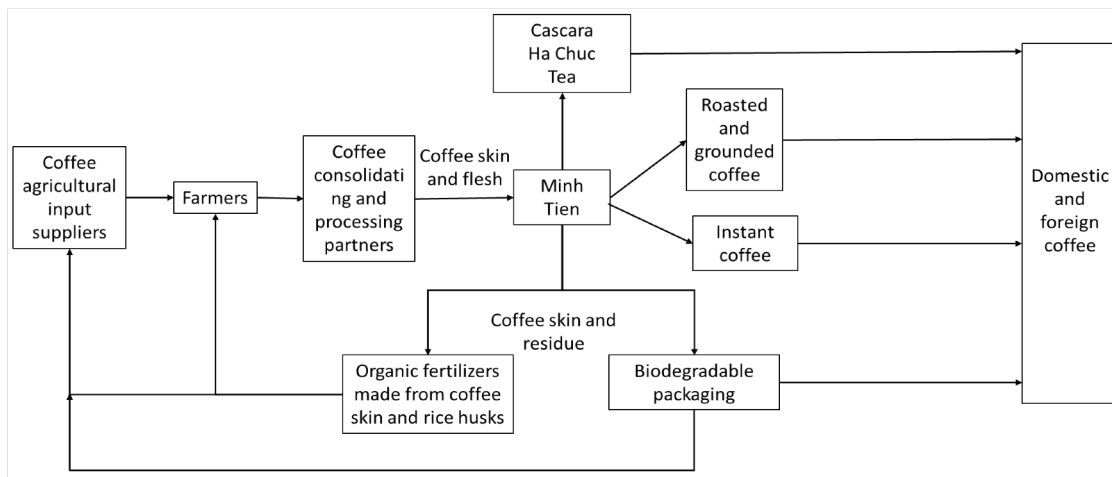 Cascara
Ha Chuc
Tea
Roasted
and
grounded
coffee
Coffee
agricultural
input
suppliers
Farmers
Coffee
consolidati
ng and
processing
partners
Coffee skin
and flesh
Minh
Tien
Instant
coffee
Domestic
and
foreign
coffee
Coffee skin and
residue
Organic fertilizers
made from coffee
skin and rice husks
Biodegradable
packaging